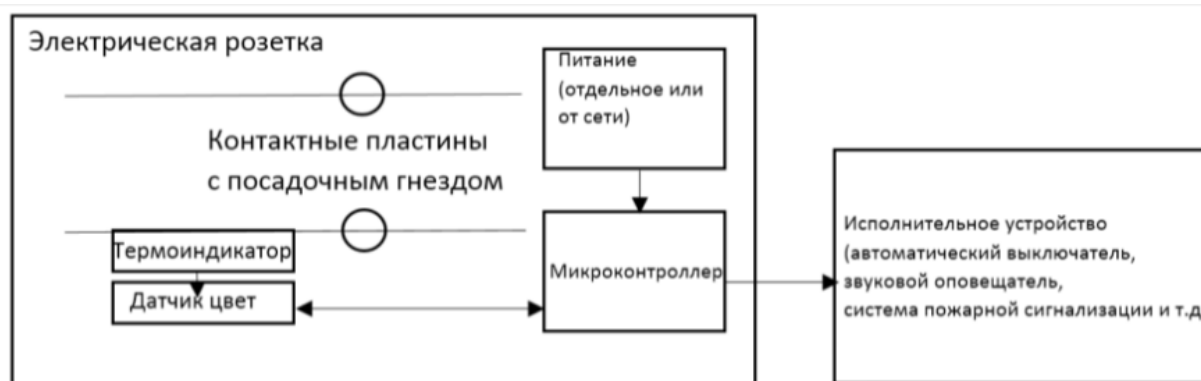 Электрическая розетка
Питание
(отдельное или
от сети)
Контактные пластины
с посадочным гнездом
Термоиндикатор
Датчик цвет
Микроконтроллер
Исполнительное устройство
(автоматический выключатель,
звуковой оповещатель,
система пожарной сигнализации и т.д